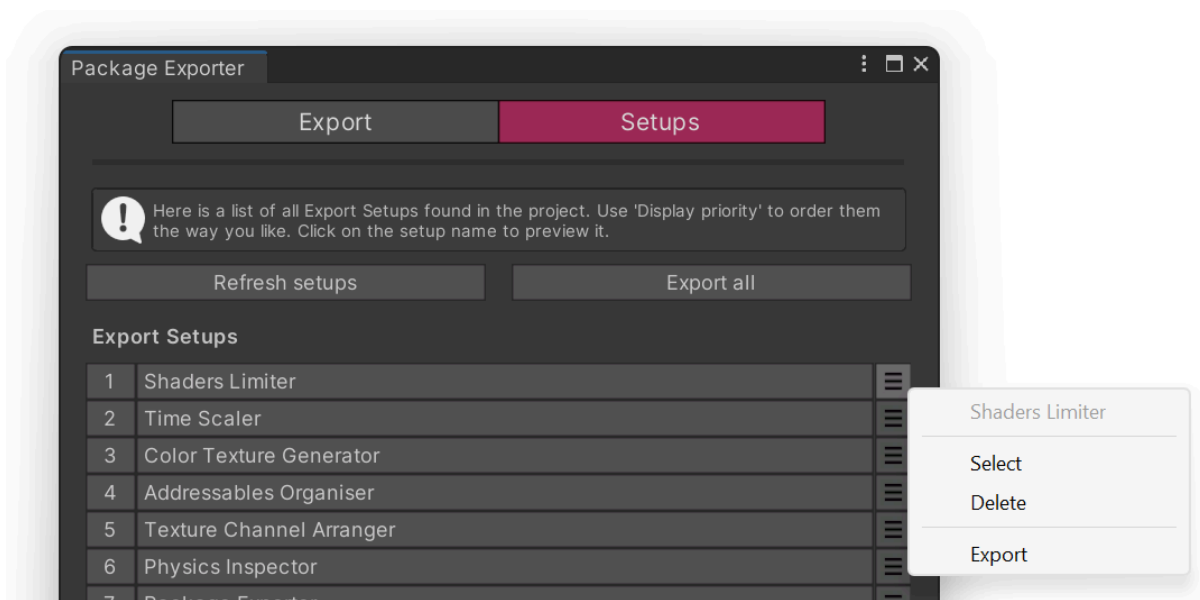 Package Exporter
Export
Setups
Here is a list of all Export Setups found in the project. Use 'Display priority' to order them
the way you like. Click on the setup name to preview it.
Refresh setups
Export all
Export Setups
1 Shaders Limiter
2 Time Scaler
3 Color Texture Generator
4 Addressables Organiser
5 Texture Channel Arranger
6 Physics Inspector
7 Package Exporter
Shaders Limiter
Select
Delete
Export